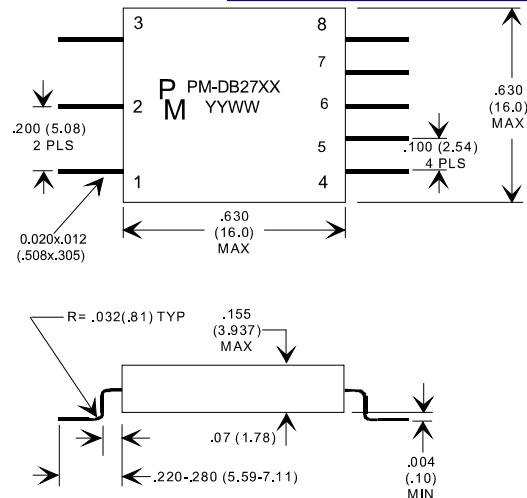 3
8
7
P
M
PM-DB27XX
YYWW
2
6
.200 (5.08)
2 PLS
5
.100 (2.54)
4 PLS
1
4
.630
(16.0)
MAX
0.020x.012
(.508x.305)
.630
(16.0)
MAX
R= .032(.81) TYP
.155
(3.937)
MAX
.07 (1.78)
.220-.280 (5.59-7.11)
.004
(.10)
MIN